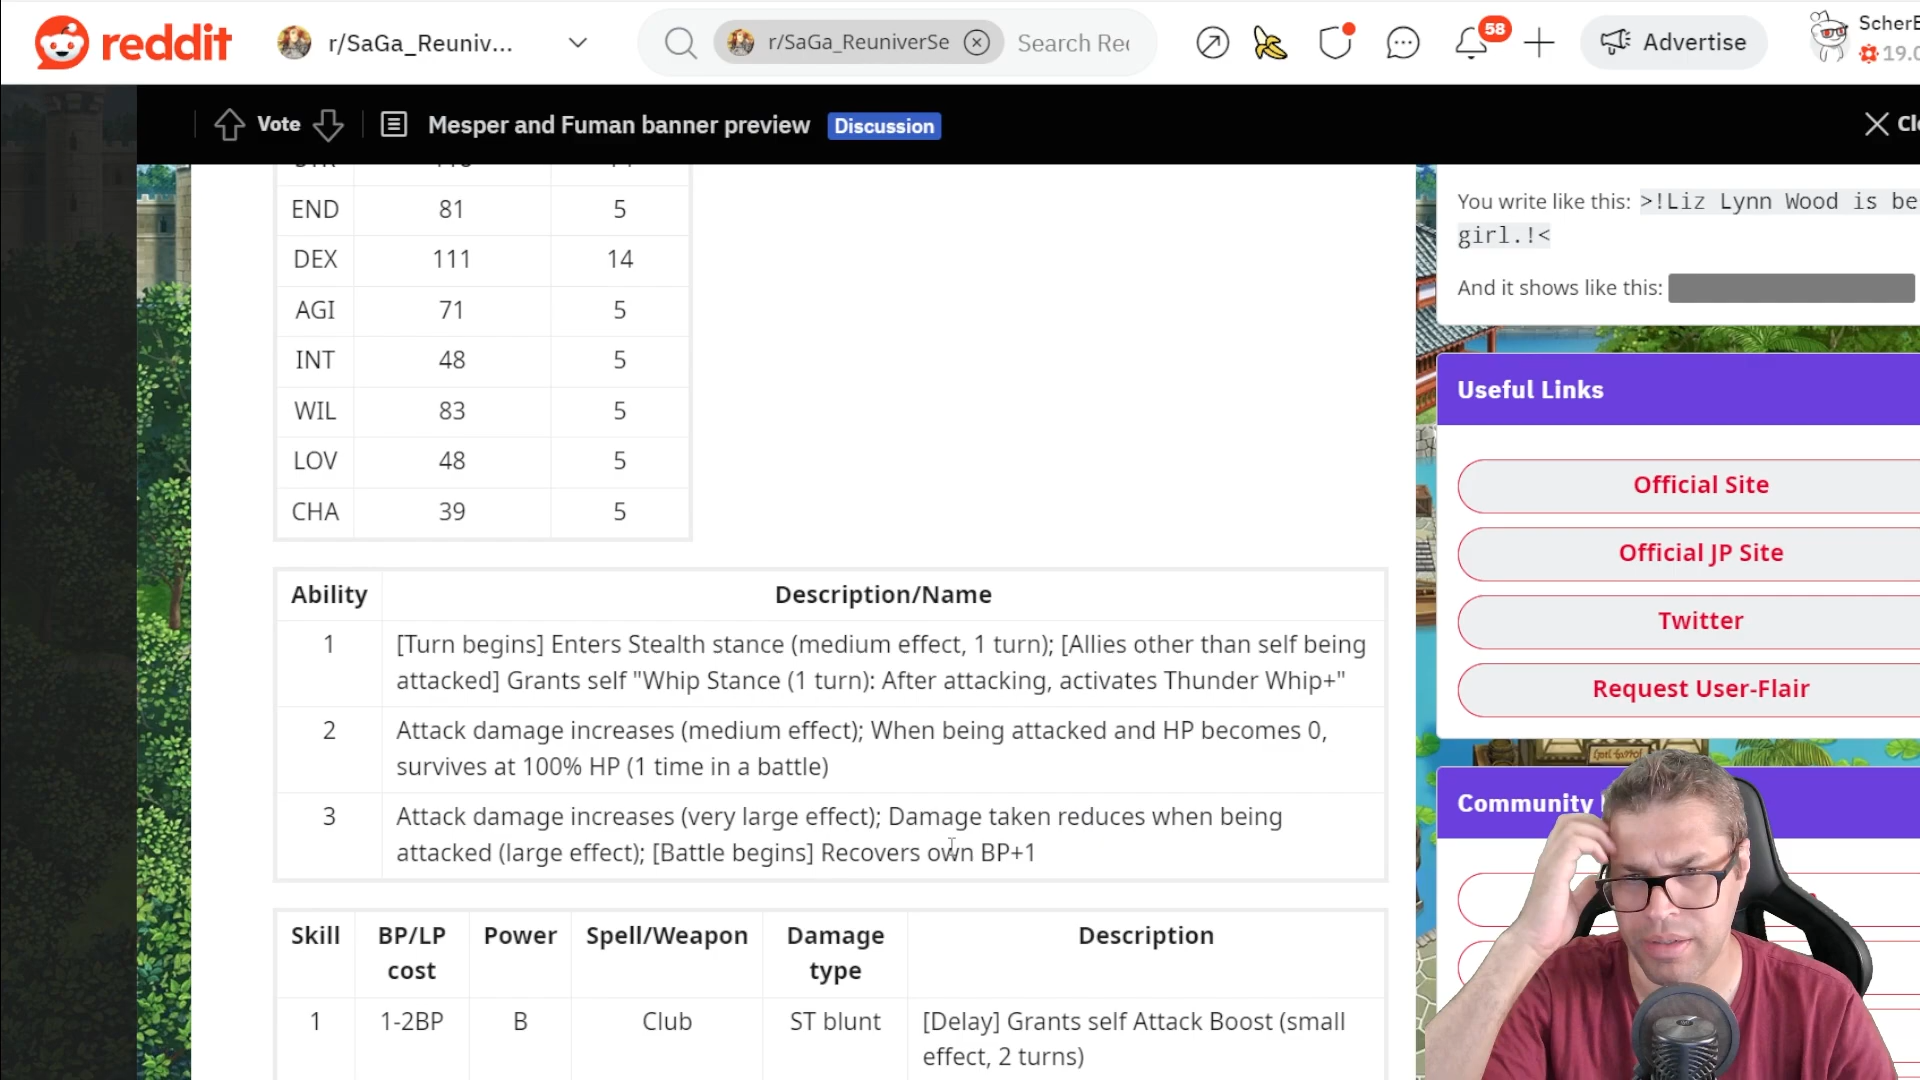 reddit
r/SaGa_Reuniv...
r/SaGa_ReuniverSe
Search Rec
58
Advertise
ScherE
19.0
Vote
Mesper and Fuman banner preview
Discussion
END 81 5
DEX 111 14
AGI 71 5
INT 48 5
WIL 83 5
LOV 48 5
CHA 39 5
Ability Description/Name
1 [Turn begins] Enters Stealth stance (medium effect, 1 turn); [Allies other than self being
attacked] Grants self "Whip Stance (1 turn): After attacking, activates Thunder Whip+"
2 Attack damage increases (medium effect); When being attacked and HP becomes 0,
survives at 100% HP (1 time in a battle)
3 Attack damage increases (very large effect); Damage taken reduces when being
attacked (large effect); [Battle begins] Recovers own BP+1
Skill BP/LP Power Spell/Weapon Damage Description
cost type
1 1-2BP B Club ST blunt [Delay] Grants self Attack Boost (small
effect, 2 turns)
You write like this: >!Liz Lynn Wood is be
girl.!<
And it shows like this:
Useful Links
Official Site
Official JP Site
Twitter
Request User-Flair
Community